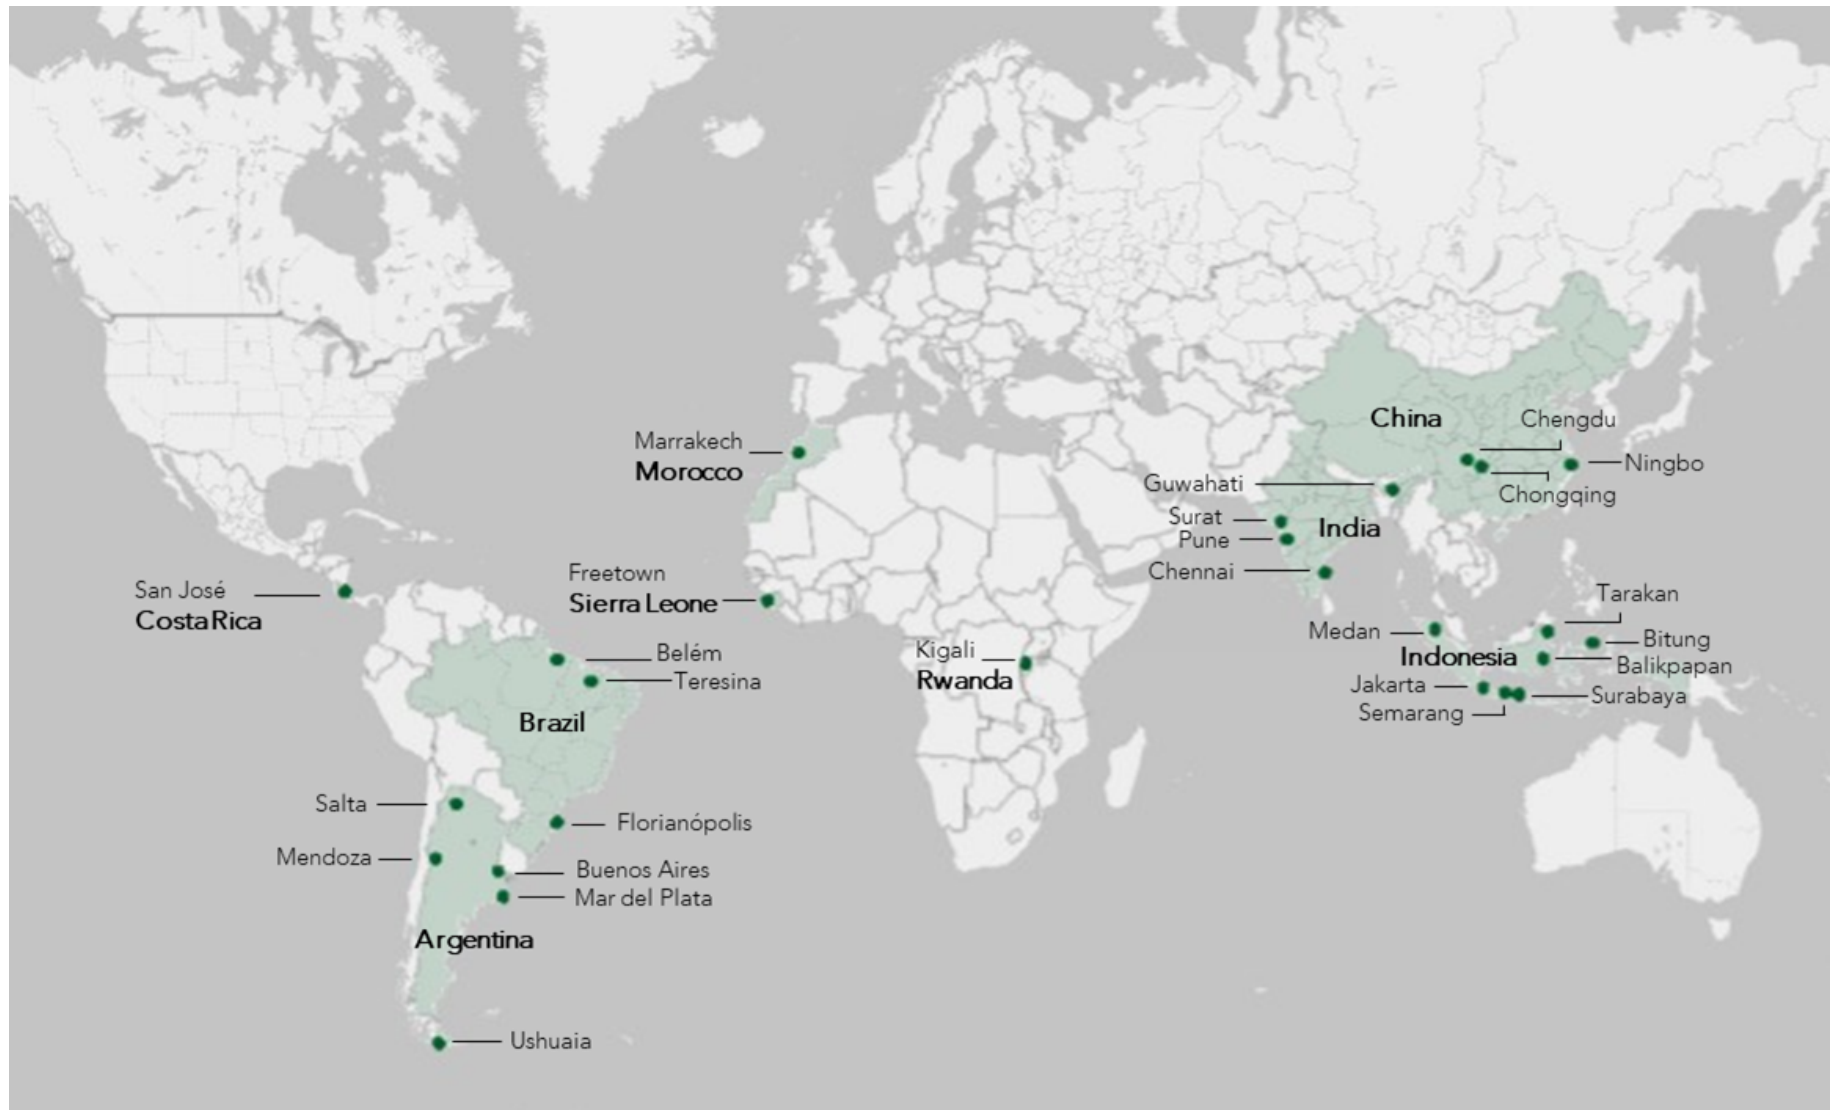 China
Chengdu
Marrakech
Morocco
Ningbo
Guwahati
Chongqing
Surat
India
Pune
Chennai
Freetown
Sierra Leone
San José
CostaRica
Tarakan
Medan
Bitung
Kigali
Rwanda
Belém
Indonesia
Balikpapan
Teresina
Jakarta
Surabaya
Semarang
Brazil
Salta
Florianópolis
Mendoza
Buenos Aires
Mar del Plata
Argentina
Ushuaia